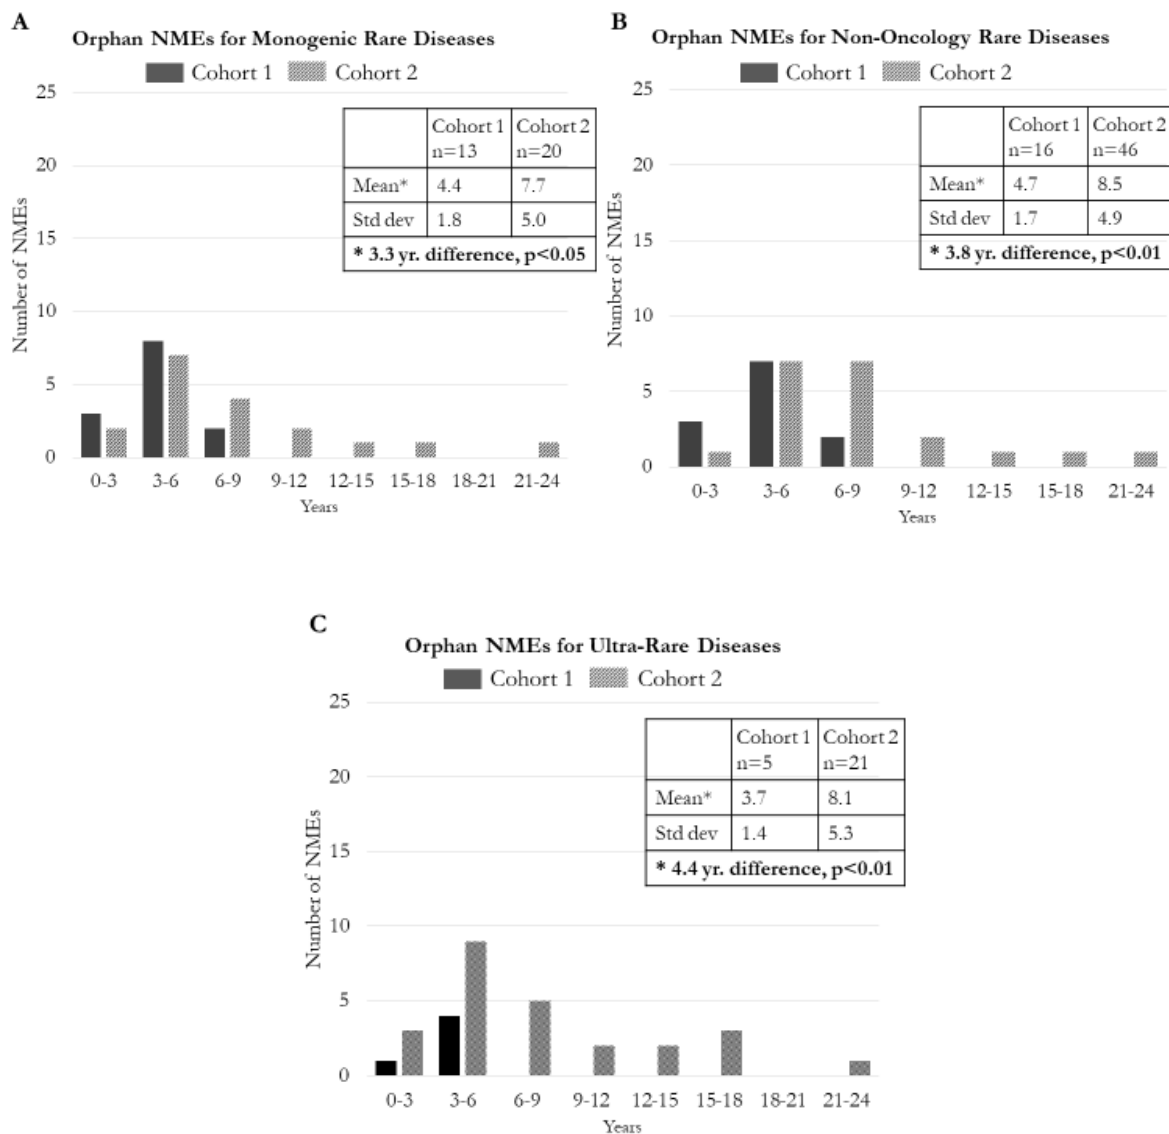 A
Orphan NMEs for Monogenic Rare Diseases
Cohort 1 Cohort 2
25
20
15
10
5
0
Number of NMEs
Cohort 1 Cohort 2
n=13 n=20
Mean* 4.4 7.7
Std dev 1.8 5.0
* 3.3 yr. difference, p<0.05
0-3 3-6 6-9 9-12 12-15 15-18 18-21 21-24
Years
B
Orphan NMEs for Non-Oncology Rare Diseases
Cohort 1 Cohort 2
25
20
15
10
5
0
Number of NMEs
Cohort 1 Cohort 2
n=16 n=46
Mean* 4.7 8.5
Std dev 1.7 4.9
* 3.8 yr. difference, p<0.01
0-3 3-6 6-9 9-12 12-15 15-18 21-24
Years
C
Orphan NMEs for Ultra-Rare Diseases
Cohort 1 Cohort 2
25
20
15
10
5
0
Number of NMEs
Cohort 1 Cohort 2
n=5 n=21
Mean* 3.7 8.1
Std dev 1.4 5.3
* 4.4 yr. difference, p<0.01
0-3 3-6 6-9 9-12 12-15 15-18 18-21 21-24
Years